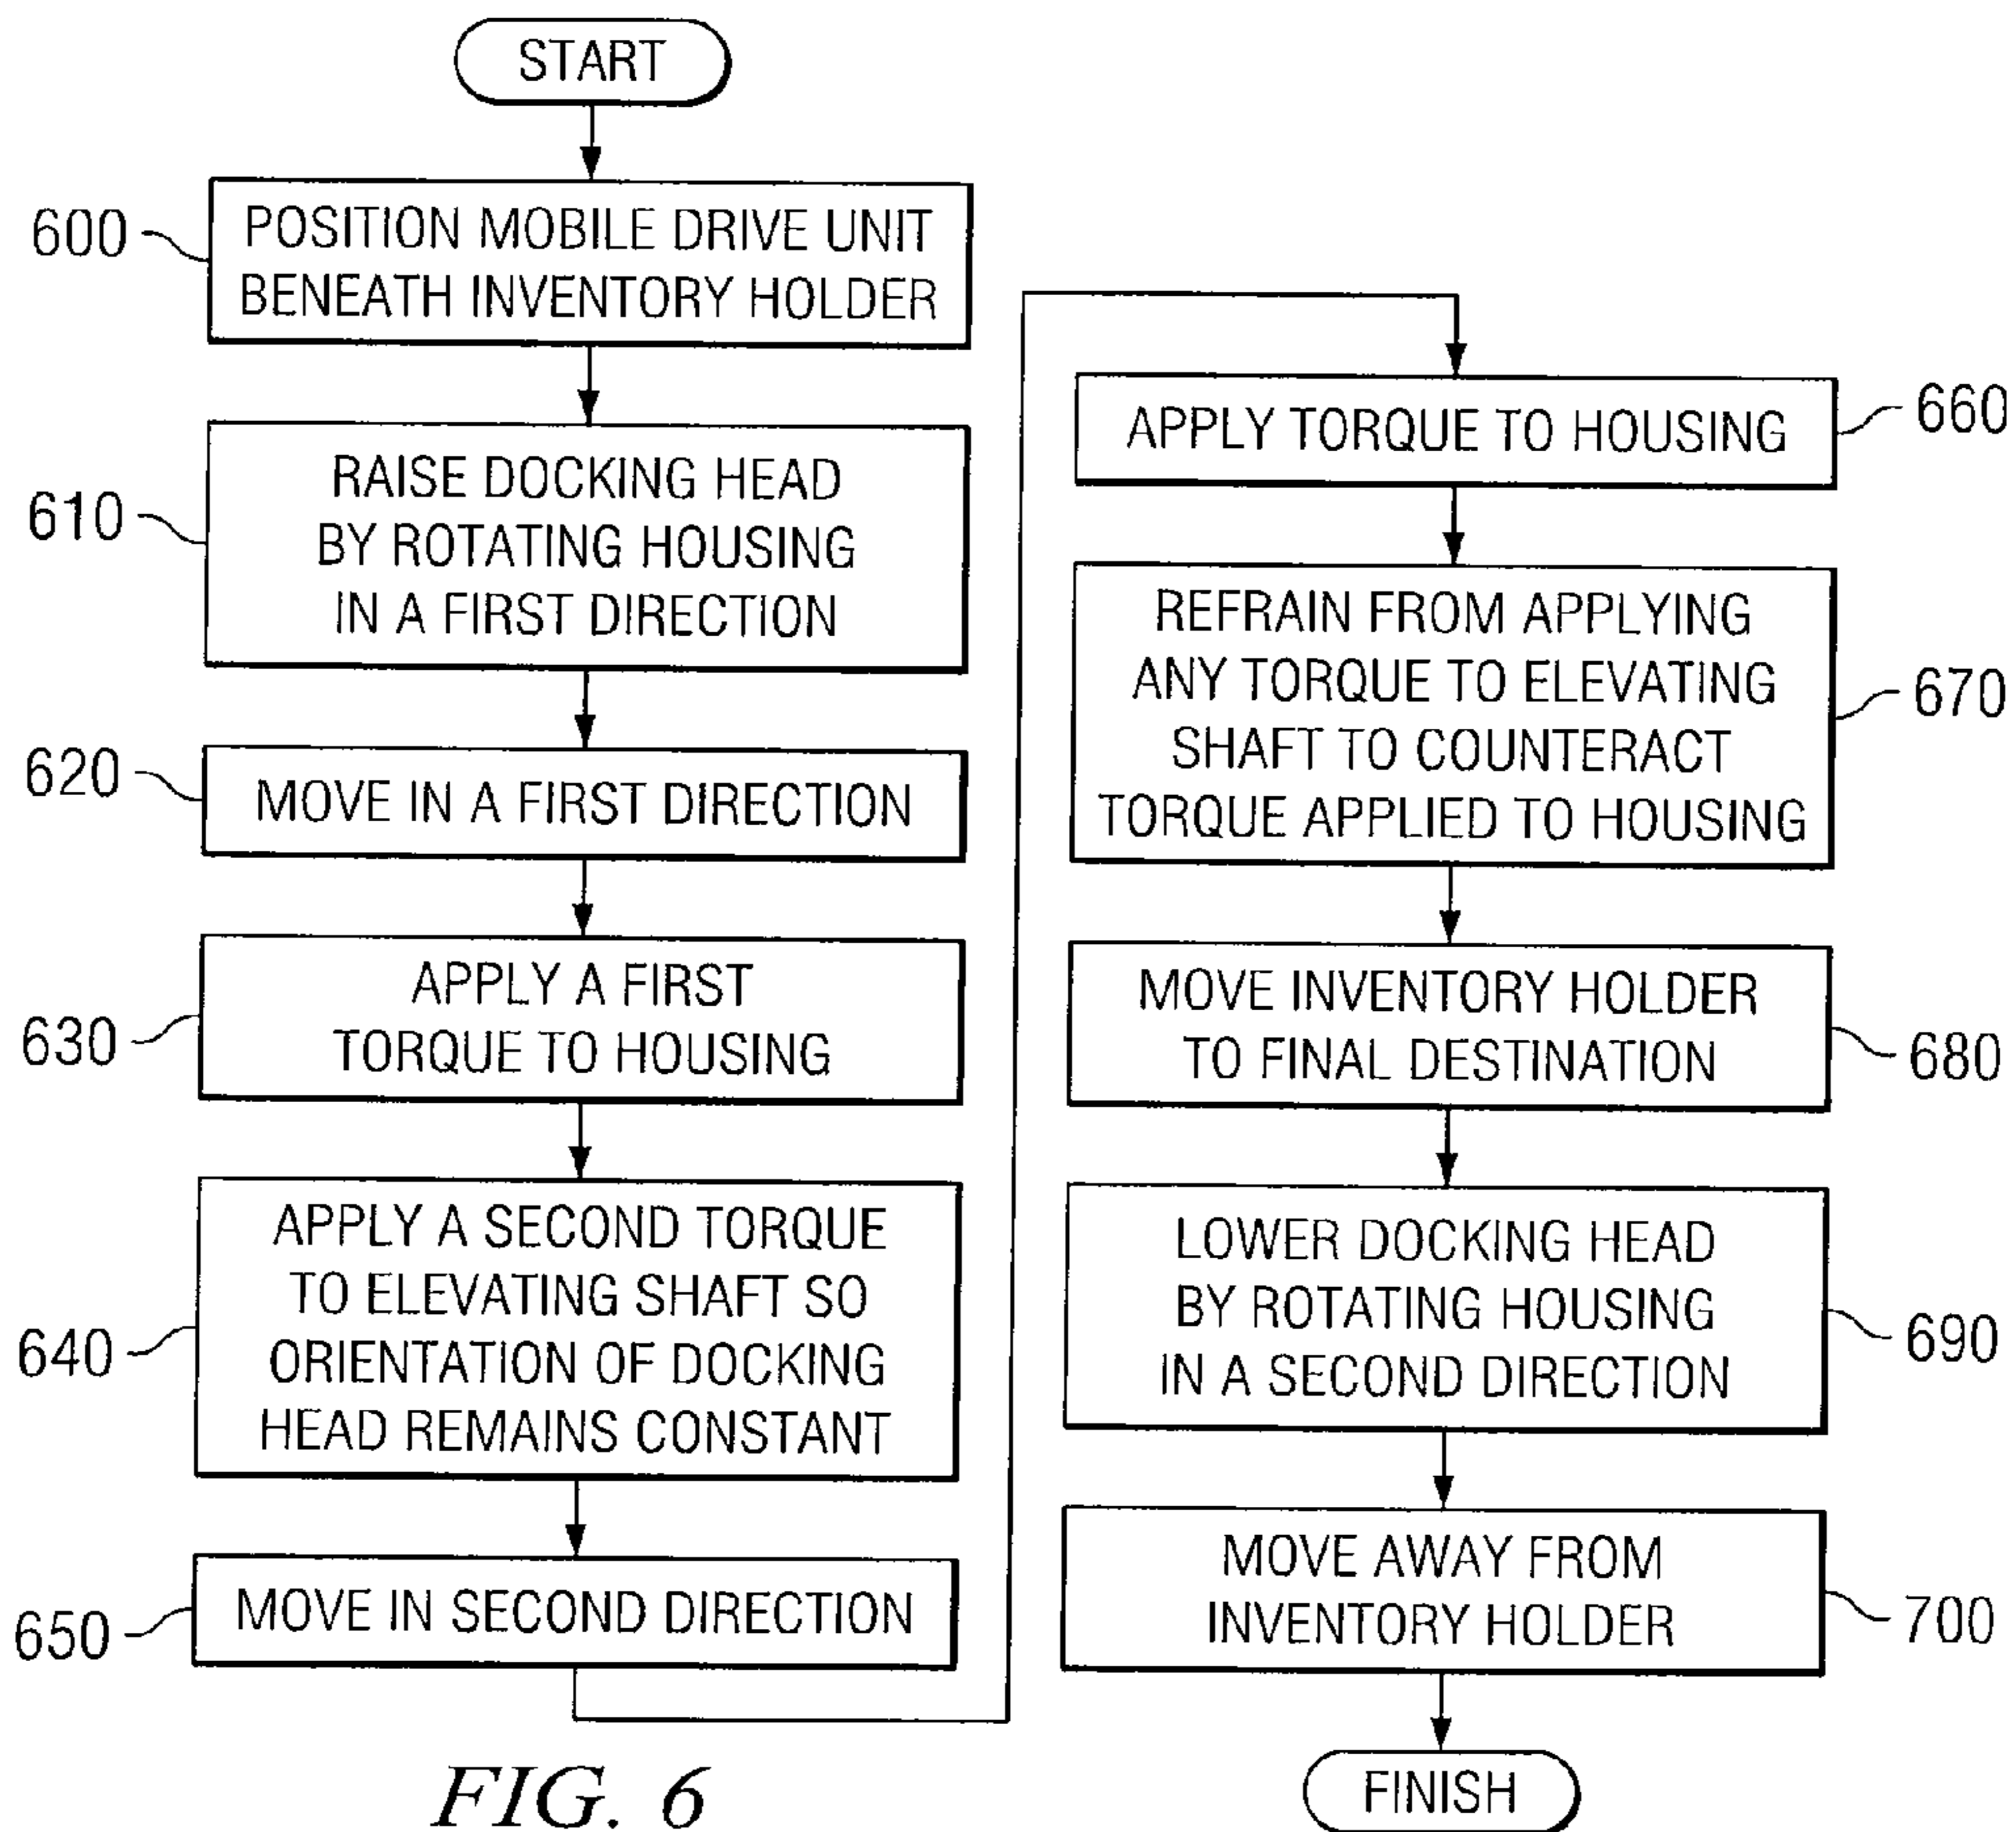 START
600
POSITION MOBILE DRIVE UNIT
BENEATH INVENTORY HOLDER
610
RAISE DOCKING HEAD
BY ROTATING HOUSING
IN A FIRST DIRECTION
620
MOVE IN A FIRST DIRECTION
630
APPLY A FIRST
TORQUE TO HOUSING
640
APPLY A SECOND TORQUE
TO ELEVATING SHAFT SO
ORIENTATION OF DOCKING
HEAD REMAINS CONSTANT
650
MOVE IN SECOND DIRECTION
APPLY TORQUE TO HOUSING
660
REFRAIN FROM APPLYING
ANY TORQUE TO ELEVATING
SHAFT TO COUNTERACT
TORQUE APPLIED TO HOUSING
670
MOVE INVENTORY HOLDER
TO FINAL DESTINATION
680
LOWER DOCKING HEAD
BY ROTATING HOUSING
IN A SECOND DIRECTION
690
MOVE AWAY FROM
INVENTORY HOLDER
700
FINISH
FIG. 6